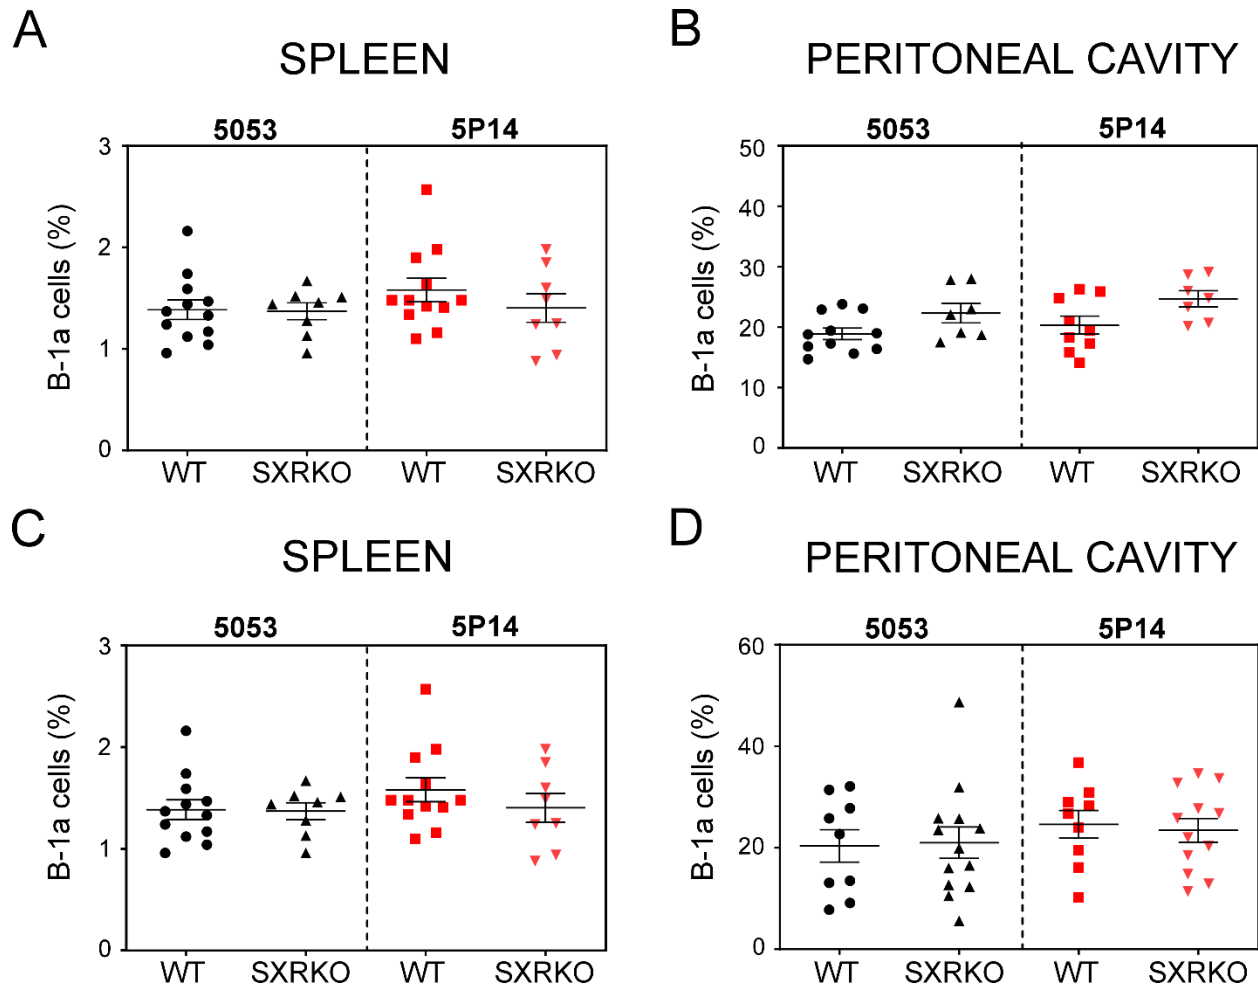 A
SPLEEN
5053 5P14
B-1a cells (%)
3
2
1
0
WT SXRKO WT SXRKO
B
PERITONEAL CAVITY
5053 5P14
B-1a cells (%)
50
40
30
20
10
0
WT SXRKO WT SXRKO
C
SPLEEN
5053 5P14
B-1a cells (%)
3
2
1
0
WT SXRKO WT SXRKO
D
PERITONEAL CAVITY
5053 5P14
B-1a cells (%)
60
40
20
0
WT SXRKO WT SXRKO